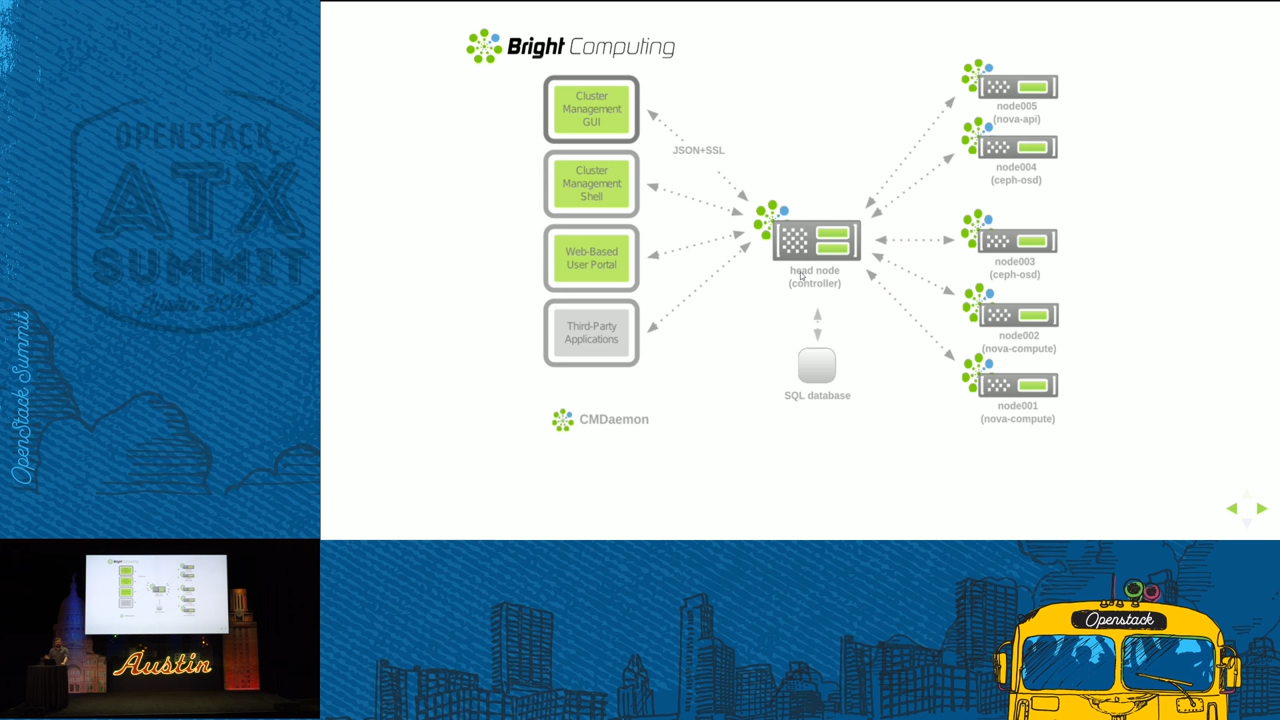 Bright Computing
Cluster
Management
GUI
Cluster
Management
Shell
Web-Based
User Portal
Third-Party
Applications
JSON+SSL
head node
(controller)
SQL database
node005
(nova-api)
node004
(ceph-osd)
node003
(ceph-osd)
node002
(nova-compute)
node001
(nova-compute)
CMDaemon
OPENSTACK
ATX
SUMMIT
OpenStack Summit
Austin
Openstack